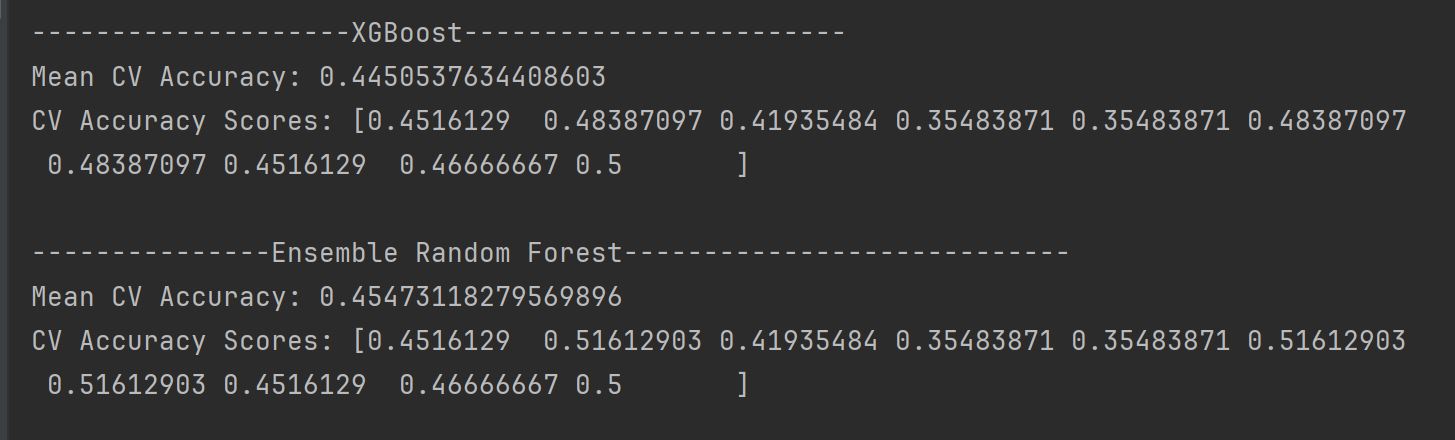 --------------------XGBoost------------------------
Mean CV Accuracy: 0.4450537634408603
CV Accuracy Scores: [0.4516129  0.48387097 0.41935484 0.35483871 0.35483871 0.48387097
 0.48387097 0.4516129  0.46666667 0.5       ]
---------------Ensemble Random Forest----------------------------
Mean CV Accuracy: 0.45473118279569896
CV Accuracy Scores: [0.4516129  0.51612903 0.41935484 0.35483871 0.35483871 0.51612903
 0.51612903 0.4516129  0.46666667 0.5       ]